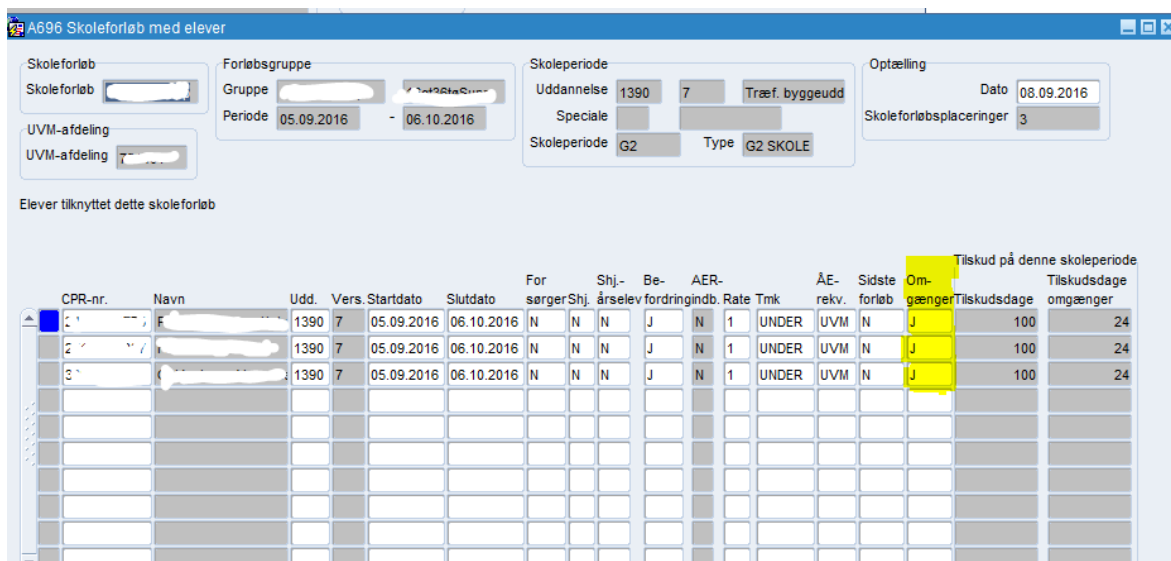 A696 Skoleforløb med elever
Skoleforløb
Skoleforløb
UVM-afdeling
UVM-afdeling
Forløbsgruppe
Gruppe
Periode 05.09.2016 - 06.10.2016
Skoleperiode
Uddannelse 1390 7 Træf. byggeudd
Speciale
Skoleperiode G2 Type G2 SKOLE
Optælling
Dato 08.09.2016
Skoleforløbsplaceringer 3
Elever tilknyttet dette skoleforløb
Tilskud på denne skoleperiode
For Shj.- Be- AER- ÅE- Sidste Om- Tilskudsdage
CPR-nr. Navn Udd. Vers. Startdato Slutdato sørger Shj. årselev fordring indb. Rate Tmk rekv. forløb gænger Tilskudsdage omgænger
1390 7 05.09.2016 06.10.2016 N N N J N 1 UNDER UVM N J 100 24
1390 7 05.09.2016 06.10.2016 N N N J N 1 UNDER UVM N J 100 24
1390 7 05.09.2016 06.10.2016 N N N J N 1 UNDER UVM N J 100 24